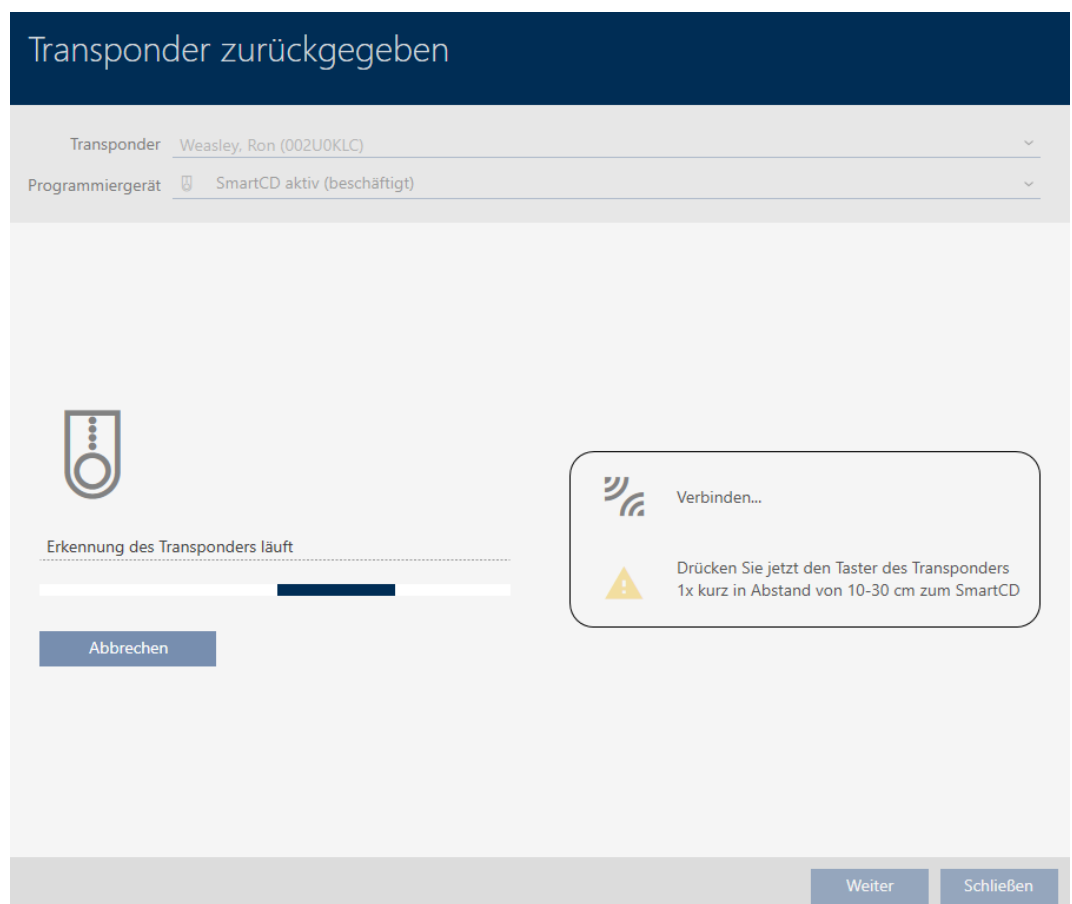 Transponder zurückgegeben
Transponder Weasley, Ron (002U0KLC)
Programmiergerät SmartCD aktiv (beschäftigt)
Verbinden...
Erkennung des Transponders läuft
Drücken Sie jetzt den Taster des Transponders
1x kurz in Abstand von 10-30 cm zum SmartCD
Abbrechen
Weiter Schließen